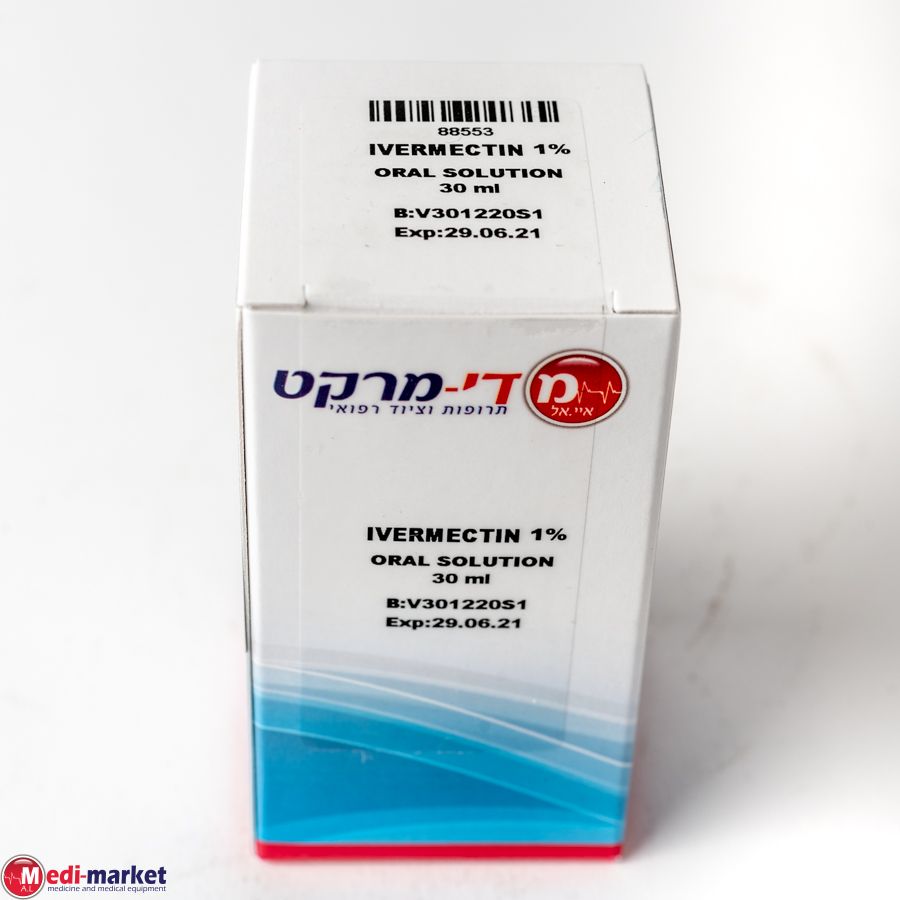 88553
IVERMECTIN 1%
ORAL SOLUTION
30 ml
B:V301220S1
Exp:29.06.21
מדי-מרקט
תרופות וציוד רפואי
איי.אל
IVERMECTIN 1%
ORAL SOLUTION
30 ml
B:V301220S1
Exp:29.06.21
Medi-market
A.L
medicine and medical equipment